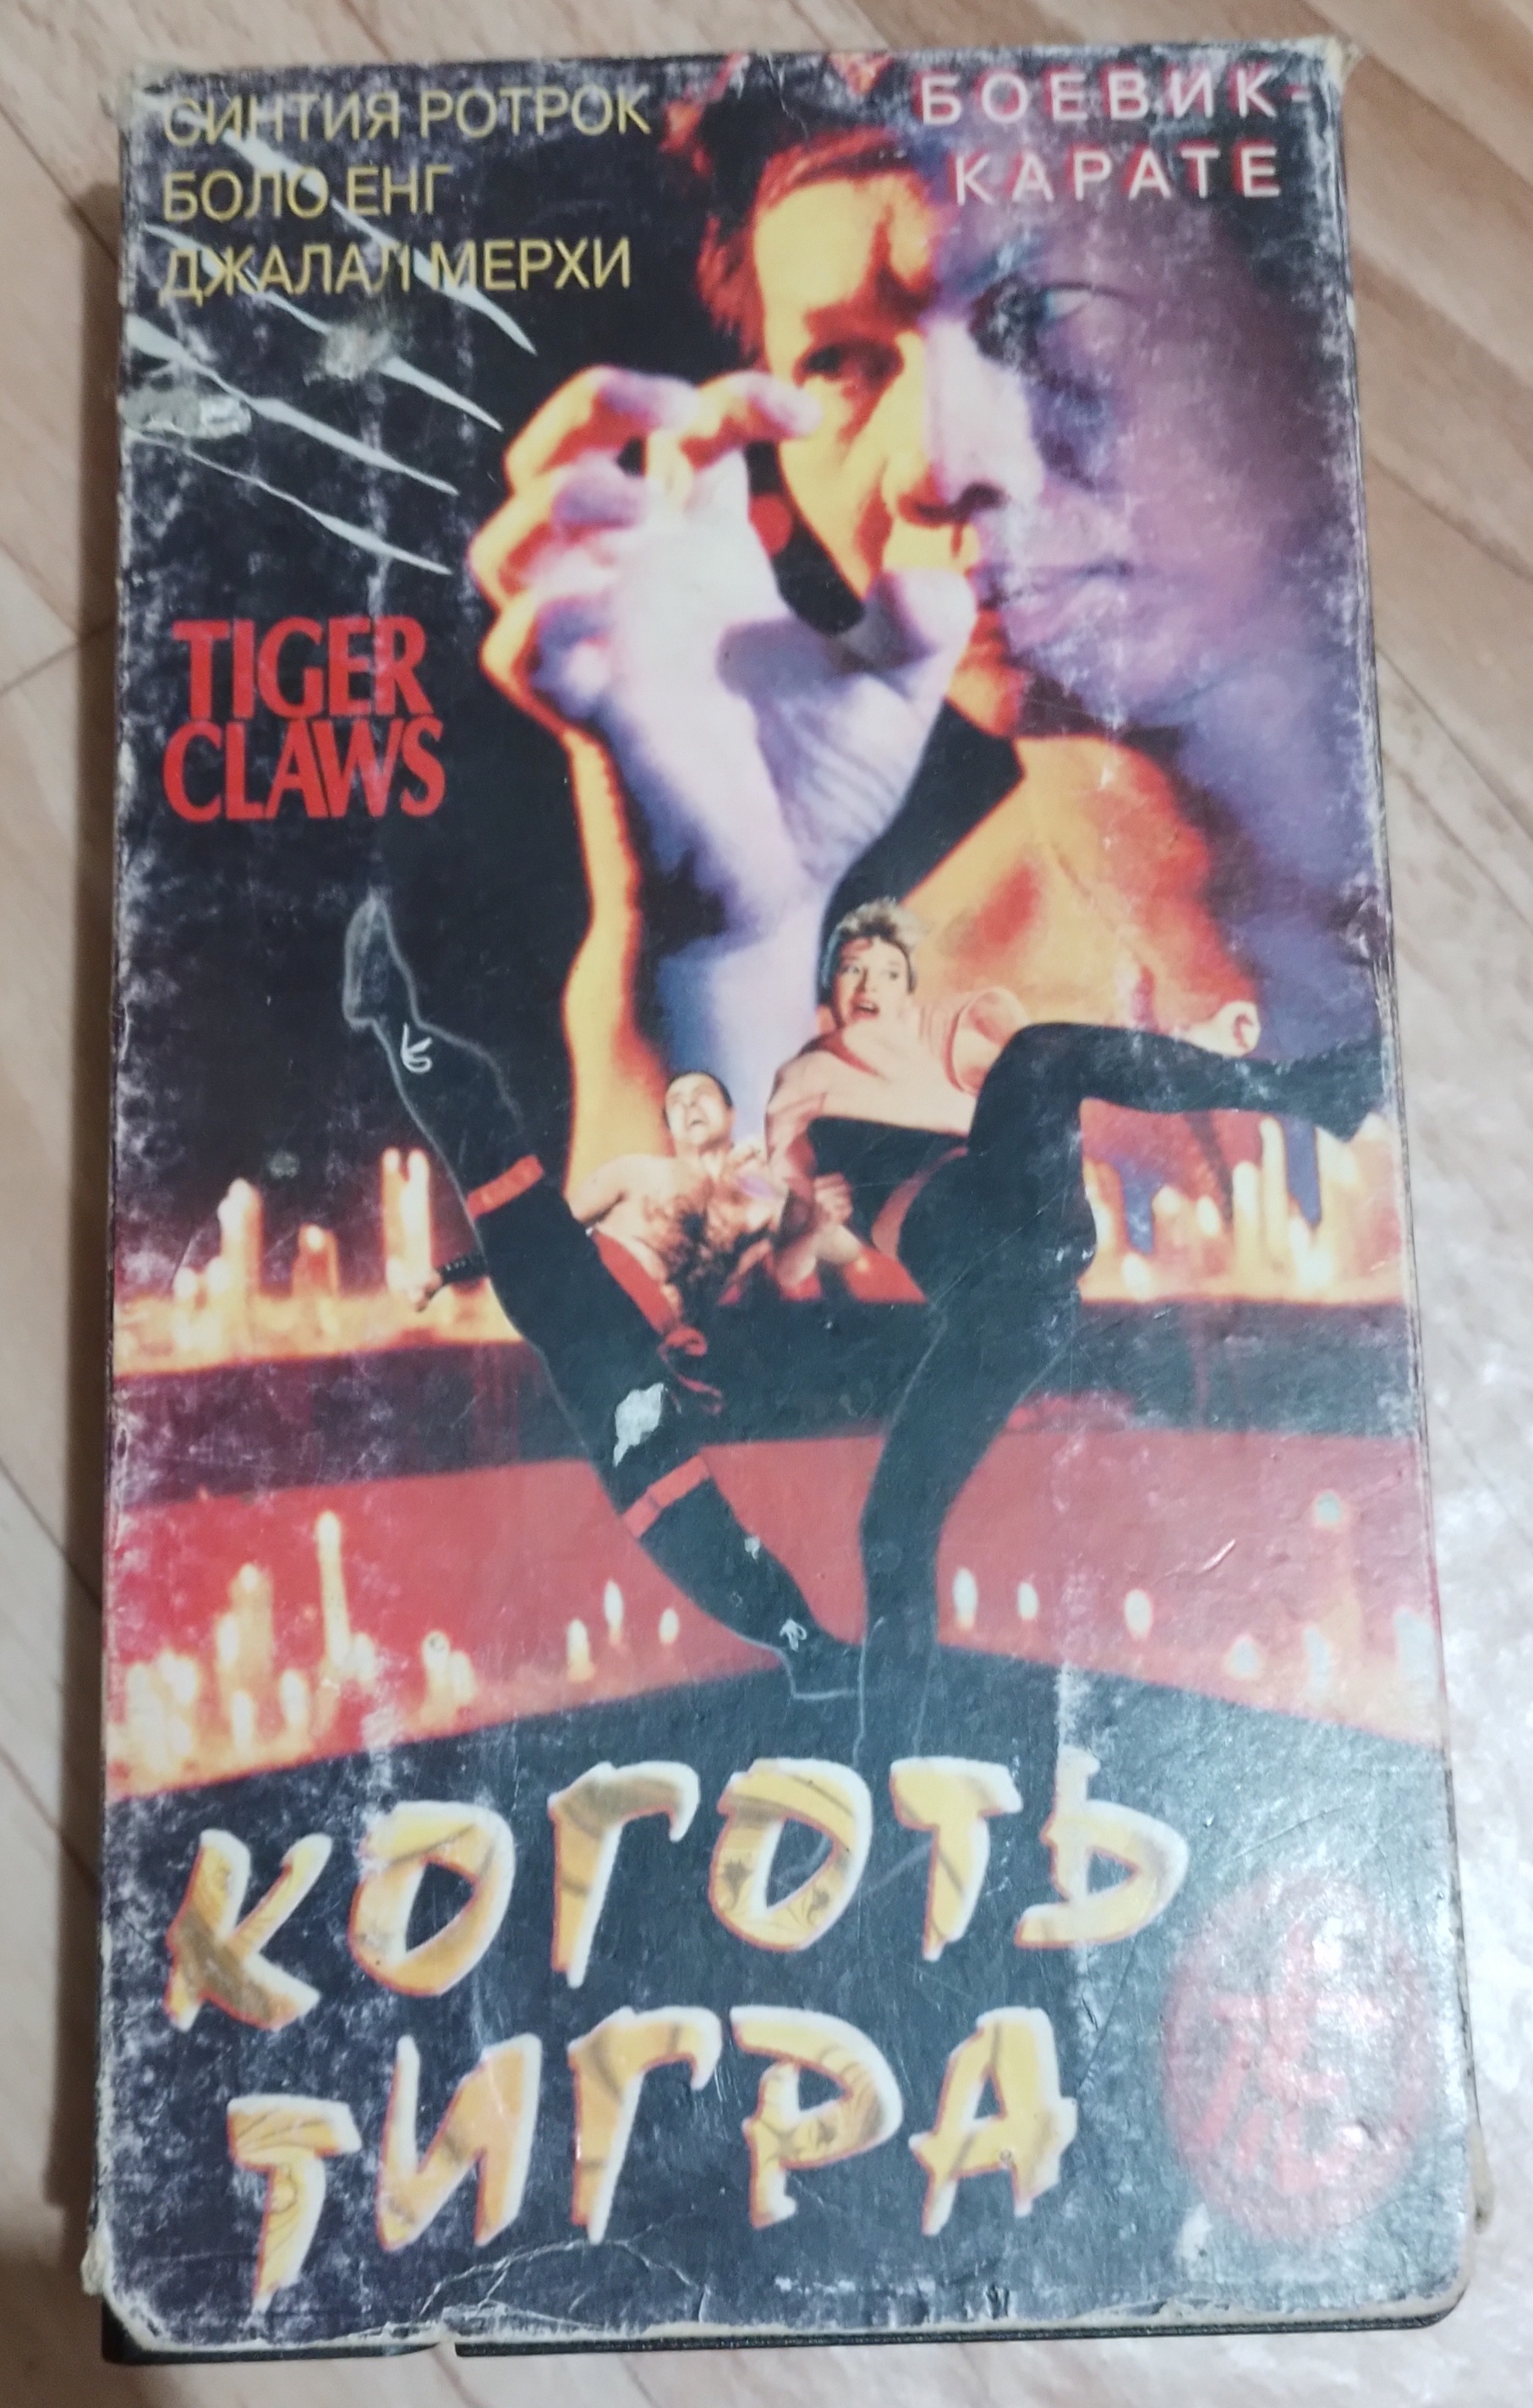 СИНТИЯ РОТРОК
БОЛО ЕНГ
ДЖАЛАЛ МЕРХИ
БОЕВИК-
КАРАТЕ
TIGER
CLAWS
КОГОТЬ
ТИГРА